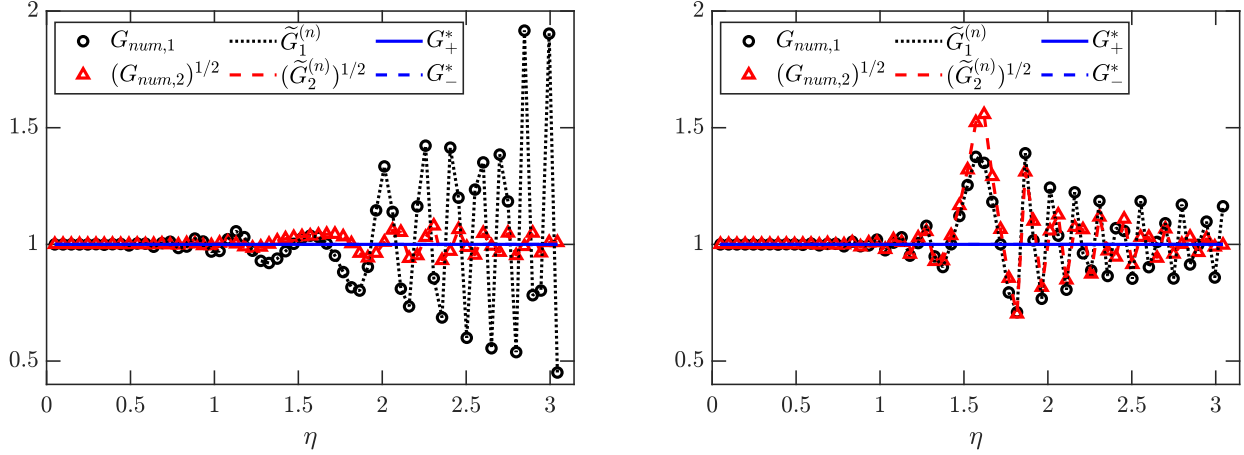 2
1.5
1
0.5
G_{num,1} \widetilde{G}_1^{(n)} G_+^*
(G_{num,2})^{1/2} (\widetilde{G}_2^{(n)})^{1/2} G_-^*
0 0.5 1 1.5 2 2.5 3
η
2
1.5
1
0.5
G_{num,1} \widetilde{G}_1^{(n)} G_+^*
(G_{num,2})^{1/2} (\widetilde{G}_2^{(n)})^{1/2} G_-^*
0 0.5 1 1.5 2 2.5 3
η